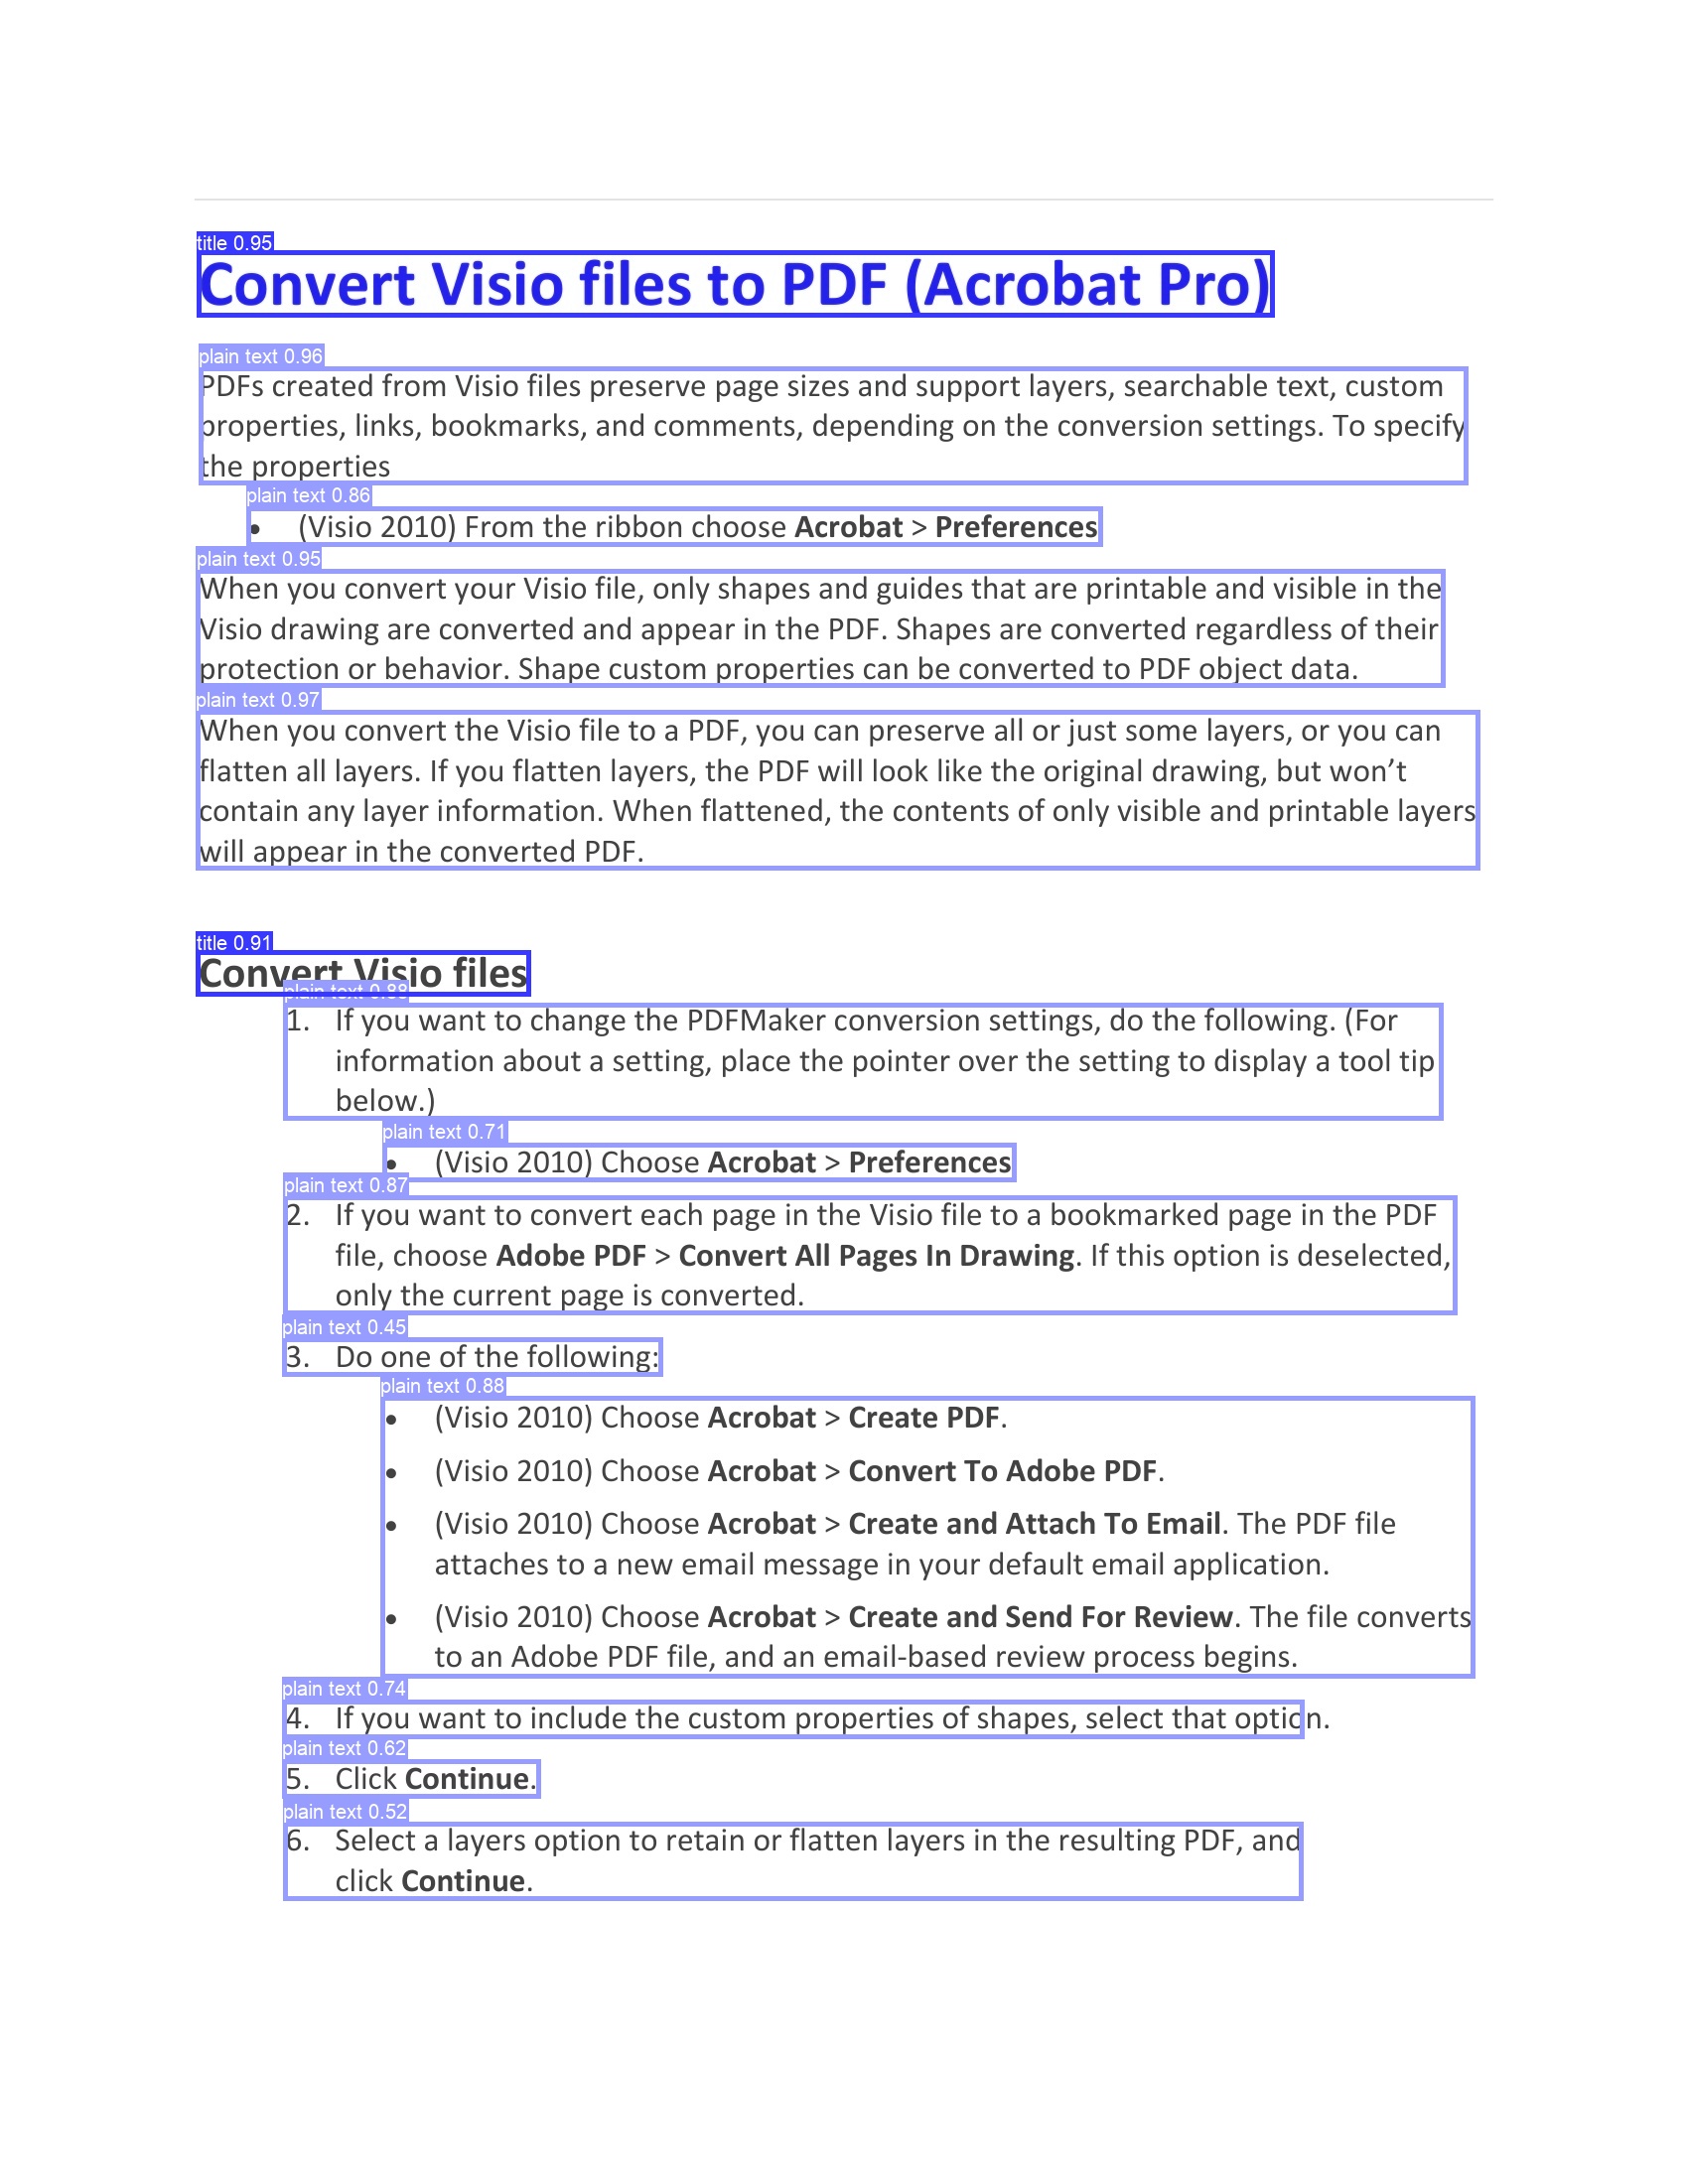 title 0.95
Convert Visio files to PDF (Acrobat Pro)
plain text 0.96
PDFs created from Visio files preserve page sizes and support layers, searchable text, custom
properties, links, bookmarks, and comments, depending on the conversion settings. To specify
the properties
plain text 0.86
• (Visio 2010) From the ribbon choose Acrobat > Preferences
plain text 0.95
When you convert your Visio file, only shapes and guides that are printable and visible in the
Visio drawing are converted and appear in the PDF. Shapes are converted regardless of their
protection or behavior. Shape custom properties can be converted to PDF object data.
plain text 0.97
When you convert the Visio file to a PDF, you can preserve all or just some layers, or you can
flatten all layers. If you flatten layers, the PDF will look like the original drawing, but won’t
contain any layer information. When flattened, the contents of only visible and printable layers
will appear in the converted PDF.
title 0.91
Convert Visio files
plain text 0.88
1. If you want to change the PDFMaker conversion settings, do the following. (For
information about a setting, place the pointer over the setting to display a tool tip
below.)
plain text 0.71
• (Visio 2010) Choose Acrobat > Preferences
plain text 0.87
2. If you want to convert each page in the Visio file to a bookmarked page in the PDF
file, choose Adobe PDF > Convert All Pages In Drawing. If this option is deselected,
only the current page is converted.
plain text 0.45
3. Do one of the following:
plain text 0.88
• (Visio 2010) Choose Acrobat > Create PDF.
• (Visio 2010) Choose Acrobat > Convert To Adobe PDF.
• (Visio 2010) Choose Acrobat > Create and Attach To Email. The PDF file
attaches to a new email message in your default email application.
• (Visio 2010) Choose Acrobat > Create and Send For Review. The file converts
to an Adobe PDF file, and an email-based review process begins.
plain text 0.74
4. If you want to include the custom properties of shapes, select that option.
plain text 0.62
5. Click Continue.
plain text 0.52
6. Select a layers option to retain or flatten layers in the resulting PDF, and
click Continue.